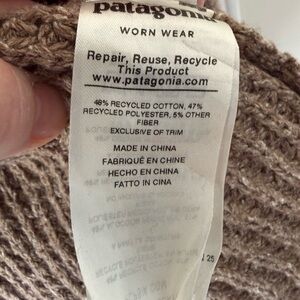 patagonia
WORN WEAR
Repair, Reuse, Recycle
This Product
www.patagonia.com
48% RECYCLED COTTON, 47%
RECYCLED POLYESTER, 5% OTHER
FIBER
EXCLUSIVE OF TRIM
MADE IN CHINA
FABRIQUÉ EN CHINE
HECHO EN CHINA
FATTO IN CINA
25